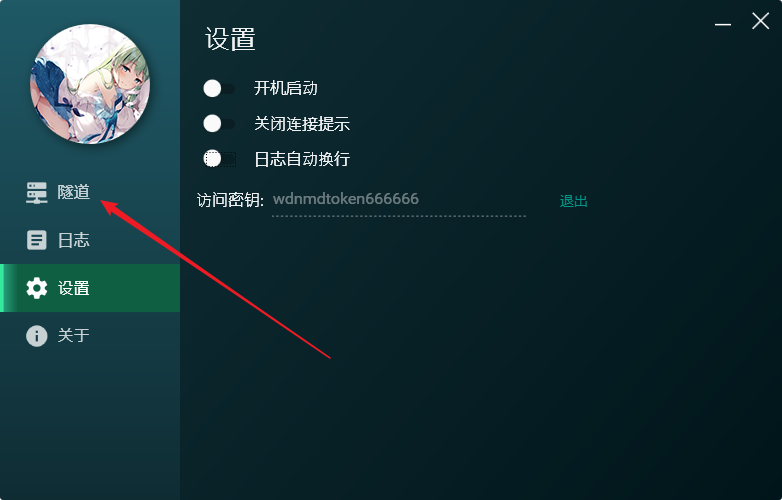 设置
开机启动
关闭连接提示
日志自动换行
访问密钥: wdnmdtoken666666 退出
隧道
日志
设置
关于